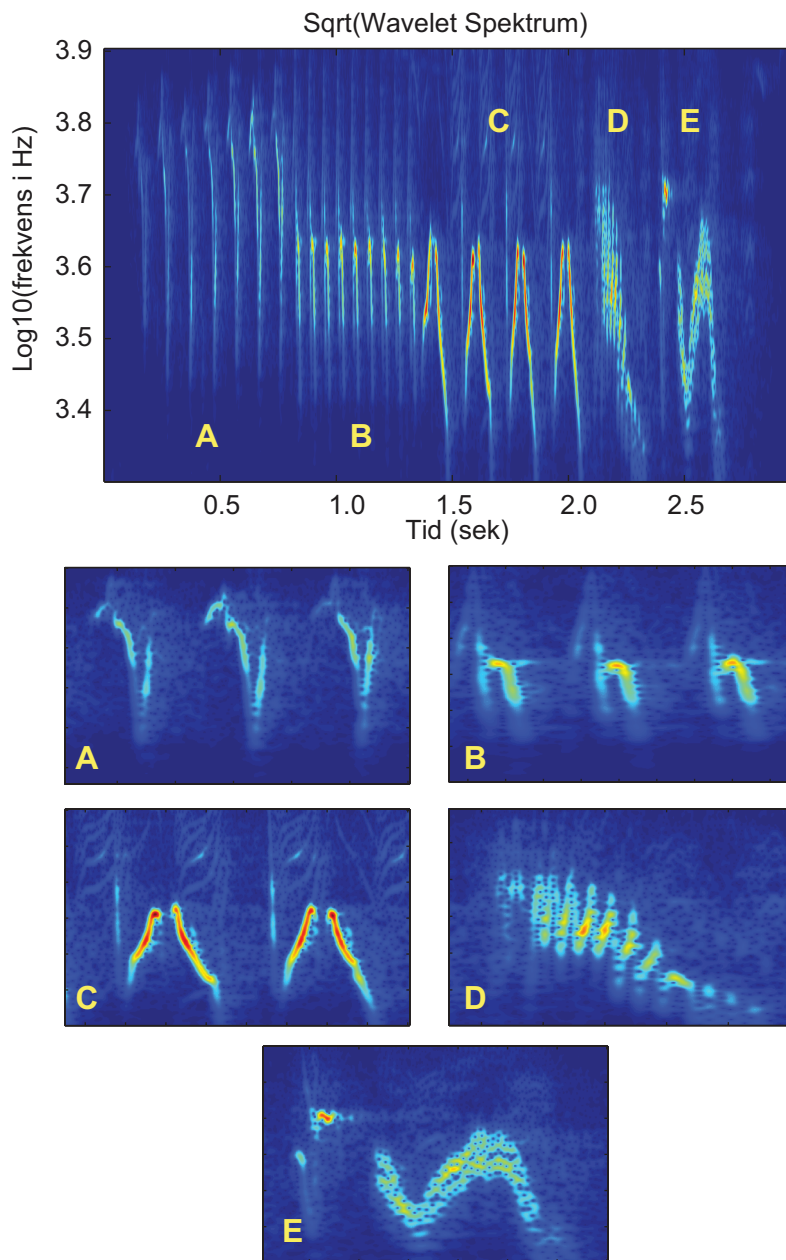 Sqrt(Wavelet Spektrum)
Log10(frekvens i Hz)
3.9
3.8
3.7
3.6
3.5
3.4
A
B
C
D
E
0.5
1.0
1.5
2.0
2.5
Tid (sek)
A
B
C
D
E